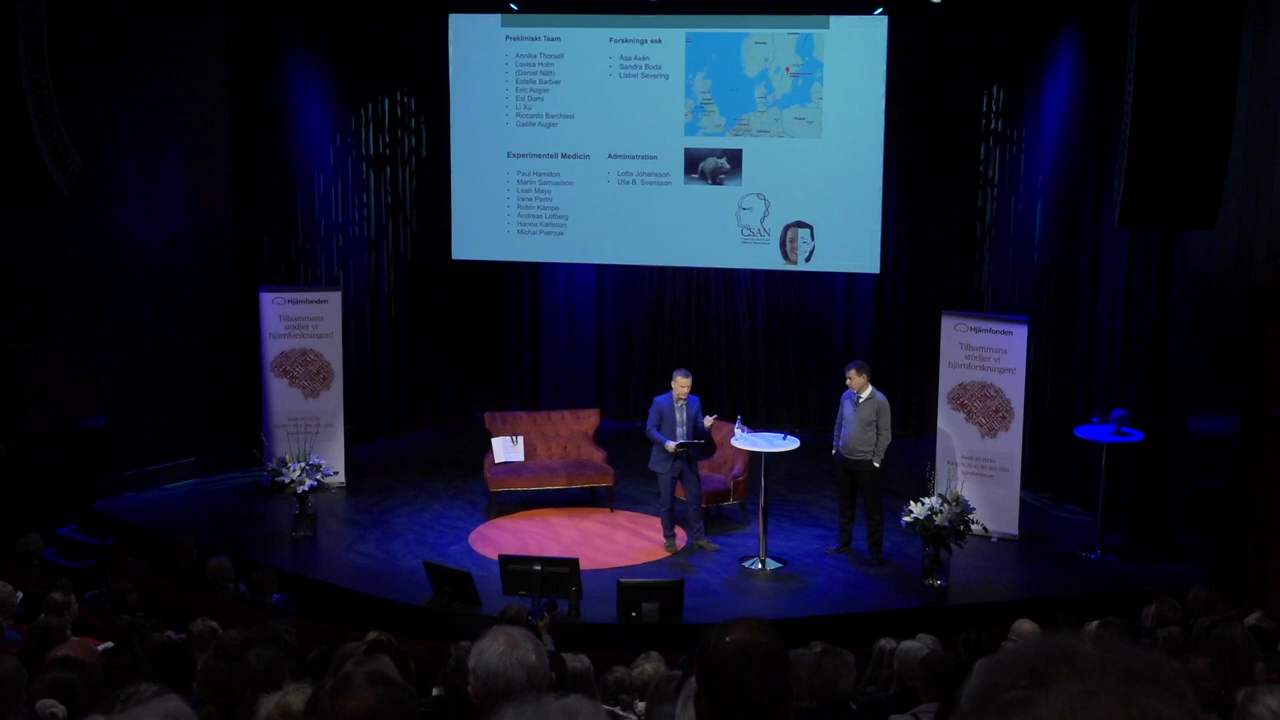 Prekliniskt Team
• Annika Thorsell
• Lovisa Holm
• (Daniel Nätt)
• Estelle Barbier
• Eric Augier
• Esi Domi
• Li Xu
• Riccardo Barchiesi
• Gaëlle Augier
Forsknings ssk
• Åsa Axén
• Sandra Boda
• Lisbet Severing
Experimentell Medicin
• Paul Hamilton
• Martin Samuelson
• Leah Mayo
• Irene Perini
• Robin Kämpe
• Andreas Löfberg
• Hanna Karlsson
• Michal Pietrzak
Administration
• Lotta Johansson
• Ulla B. Svensson
CSAN
Hjärnfonden
Tillsammans
stödjer vi
hjärnforskningen!
Hjärnfonden
Tillsammans
stödjer vi
hjärnforskningen!